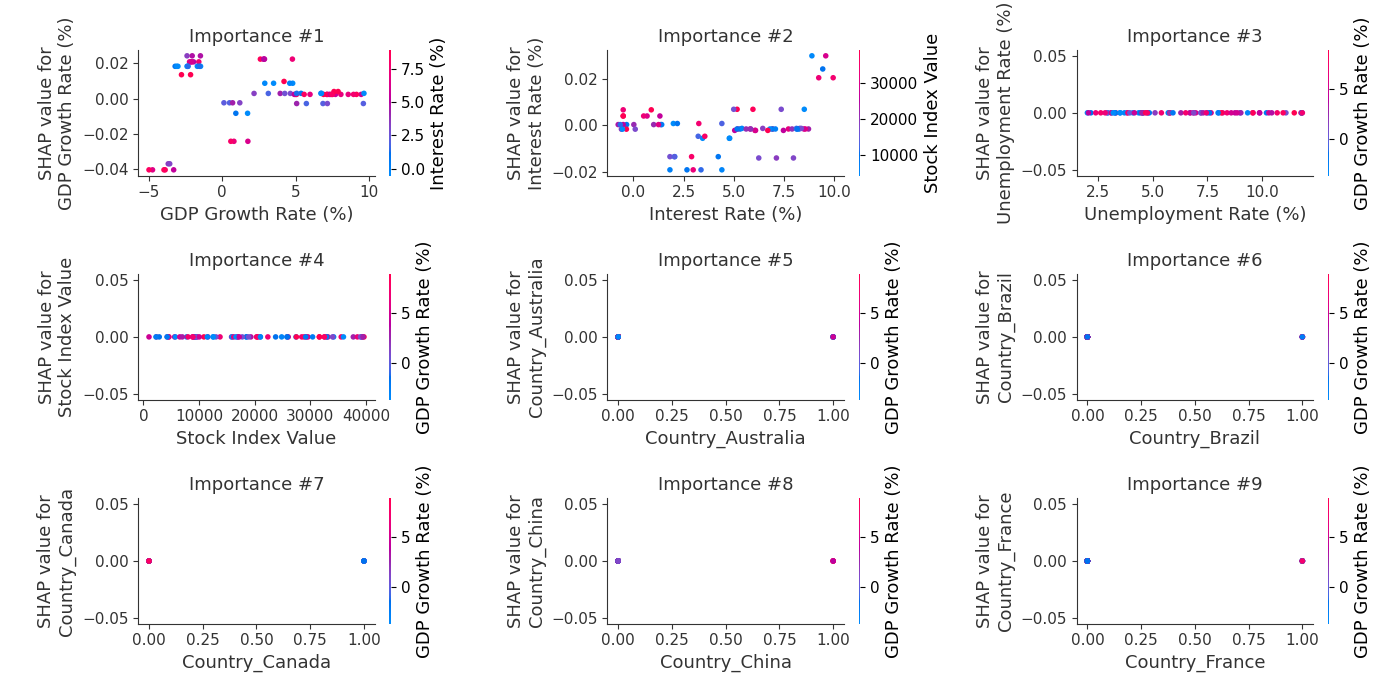 Importance #1
SHAP value for
GDP Growth Rate (%)
0.02
0.00
−0.02
−0.04
−5
0
5
10
GDP Growth Rate (%)
7.5
5.0
2.5
0.0
Interest Rate (%)
Importance #2
SHAP value for
Interest Rate (%)
0.02
0.00
−0.02
0.0
2.5
5.0
7.5
10.0
Interest Rate (%)
30000
20000
10000
Stock Index Value
Importance #3
SHAP value for
Unemployment Rate (%)
0.05
0.00
−0.05
2.5
5.0
7.5
10.0
Unemployment Rate (%)
5
0
GDP Growth Rate (%)
Importance #4
SHAP value for
Stock Index Value
0.05
0.00
−0.05
0
10000
20000
30000
40000
Stock Index Value
5
0
GDP Growth Rate (%)
Importance #5
SHAP value for
Country_Australia
0.05
0.00
−0.05
0.00
0.25
0.50
0.75
1.00
Country_Australia
5
0
GDP Growth Rate (%)
Importance #6
SHAP value for
Country_Brazil
0.05
0.00
−0.05
0.00
0.25
0.50
0.75
1.00
Country_Brazil
5
0
GDP Growth Rate (%)
Importance #7
SHAP value for
Country_Canada
0.05
0.00
−0.05
0.00
0.25
0.50
0.75
1.00
Country_Canada
5
0
GDP Growth Rate (%)
Importance #8
SHAP value for
Country_China
0.05
0.00
−0.05
0.00
0.25
0.50
0.75
1.00
Country_China
5
0
GDP Growth Rate (%)
Importance #9
SHAP value for
Country_France
0.05
0.00
−0.05
0.00
0.25
0.50
0.75
1.00
Country_France
5
0
GDP Growth Rate (%)